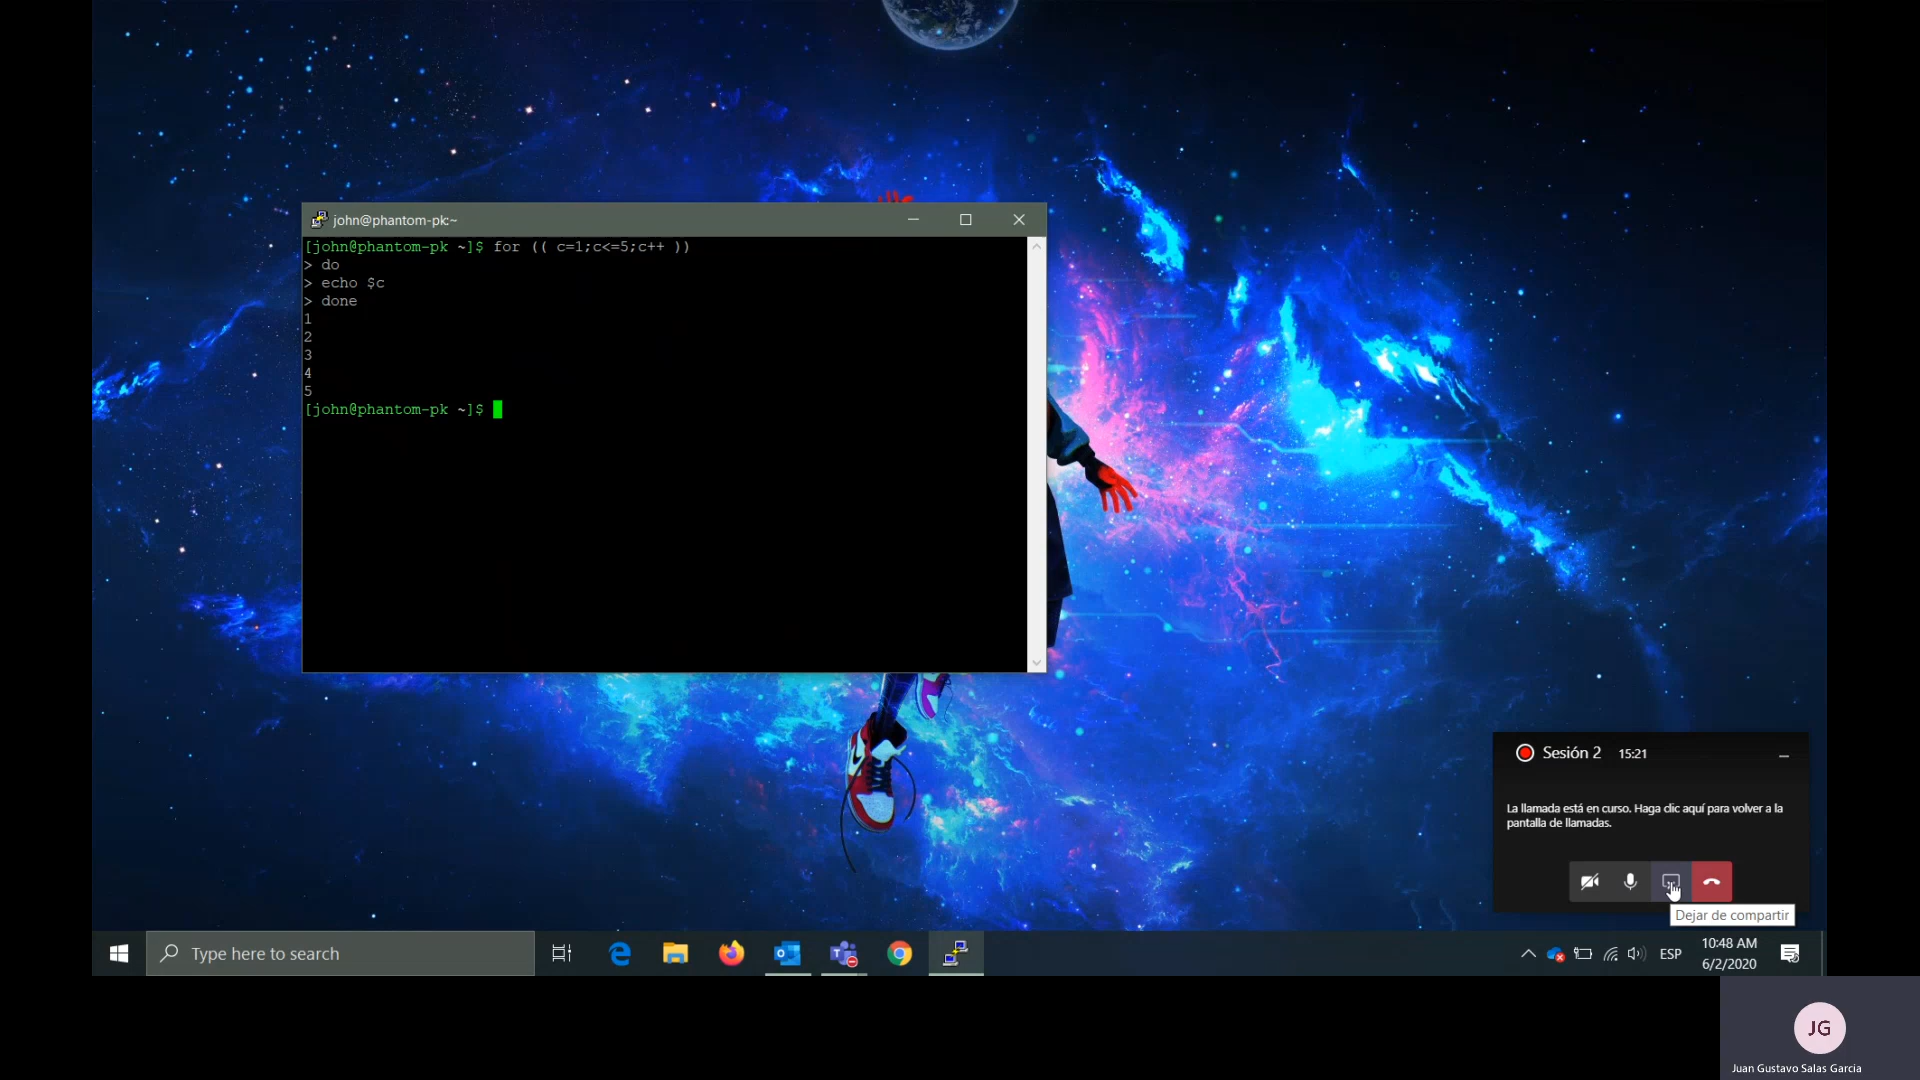 john@phantom-pk:~
[john@phantom-pk ~]$ for (( c=1;c<=5;c++ ))
> do
> echo $c
> done
1
2
3
4
5
[john@phantom-pk ~]$
Sesión 2 15:21
La llamada está en curso. Haga clic aquí para volver a la
pantalla de llamadas.
Dejar de compartir
Type here to search
ESP
10:48 AM
6/2/2020
JG
Juan Gustavo Salas Garcia